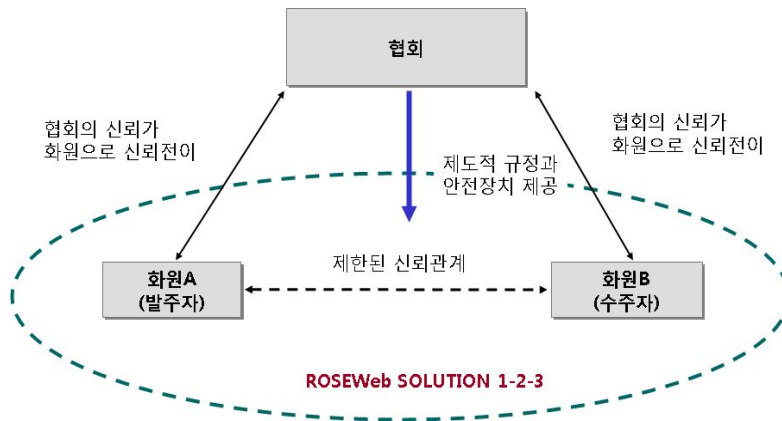 협회
협회의 신뢰가
화원으로 신뢰전이
협회의 신뢰가
화원으로 신뢰전이
제도적 규정과
안전장치 제공
화원A
(발주자)
제한된 신뢰관계
화원B
(수주자)
ROSEWeb SOLUTION 1-2-3